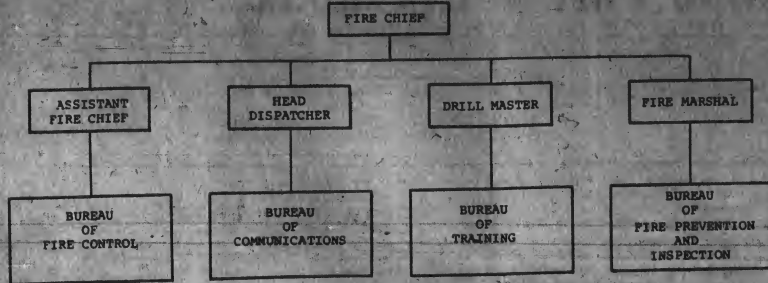 FIRE CHIEF
ASSISTANT
FIRE CHIEF
HEAD
DISPATCHER
DRILL MASTER
FIRE MARSHAL
BUREAU
OF
FIRE CONTROL
BUREAU
OF
COMMUNICATIONS
BUREAU
OF
TRAINING
BUREAU
OF
FIRE PREVENTION
AND
INSPECTION